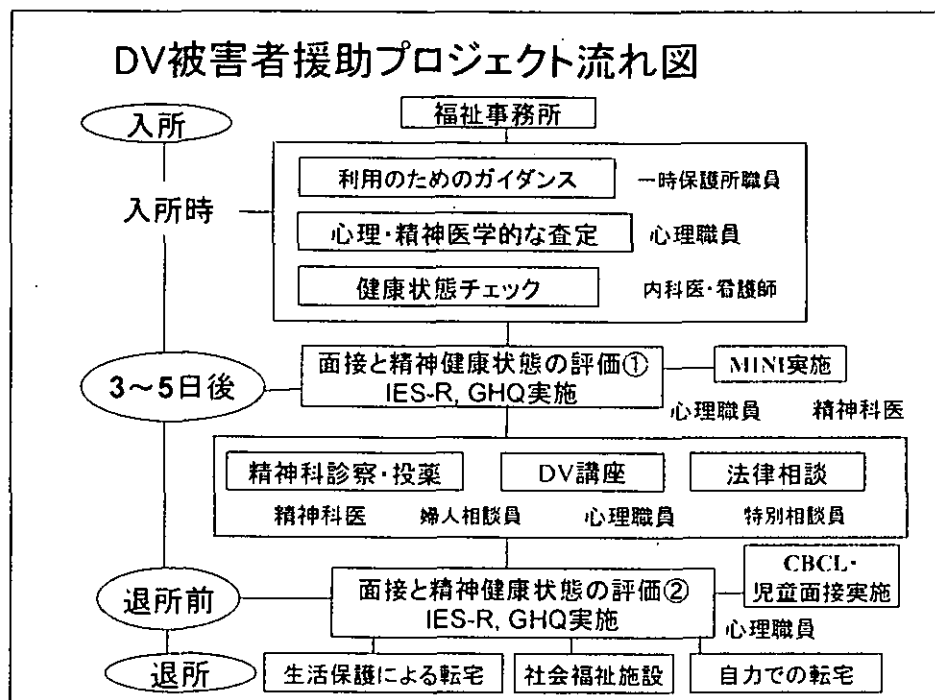 DV被害者援助プロジェクト流れ図
入所
福祉事務所
入所時
利用のためのガイダンス 一時保護所職員
心理・精神医学的な査定 心理職員
健康状態チェック 内科医・看護師
3～5日後
面接と精神健康状態の評価①
IES-R, GHQ実施
MINI実施
心理職員 精神科医
精神科診察・投薬 DV講座 法律相談
精神科医 婦人相談員 心理職員 特別相談員
退所前
面接と精神健康状態の評価②
IES-R, GHQ実施
CBCL・
児童面接実施
心理職員
退所
生活保護による転宅 社会福祉施設 自力での転宅